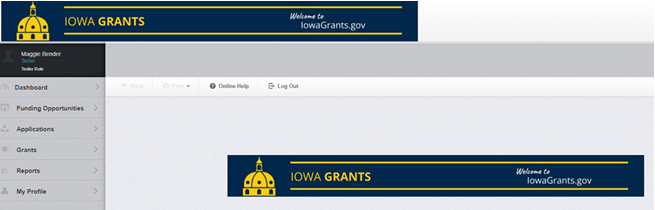 IOWA GRANTS
Welcome to
IowaGrants.gov
Maggie Bender
Tester
Tester Role
Back
Print
Online Help
Log Out
Dashboard
Funding Opportunities
Applications
Grants
Reports
My Profile
IOWA GRANTS
Welcome to
IowaGrants.gov